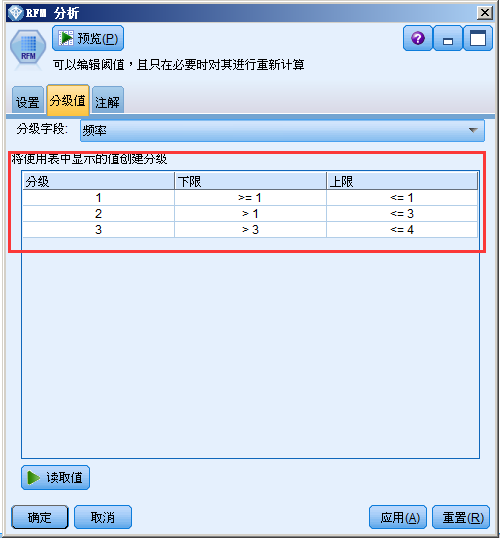 RFM 分析
预览(P)
RFM
可以编辑阈值，且只在必要时对其进行重新计算
设置 分级值 注解
分级字段: 频率
将使用表中显示的值创建分级
分级 下限 上限
1 >= 1 <= 1
2 > 1 <= 3
3 > 3 <= 4
读取值
确定 取消 应用(A) 重置(R)